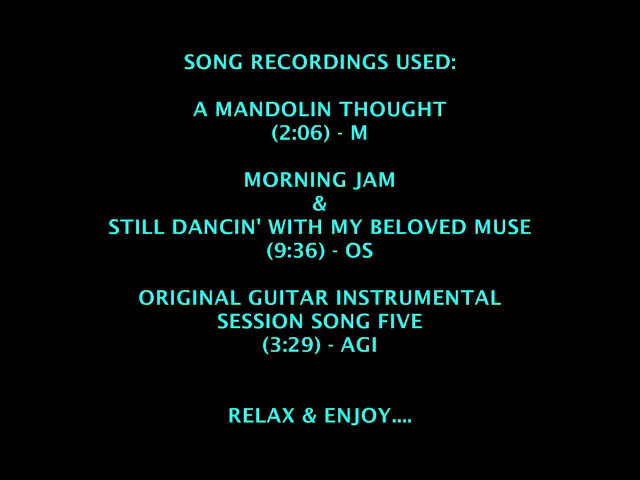 SONG RECORDINGS USED:
A MANDOLIN THOUGHT
(2:06) - M
MORNING JAM
&
STILL DANCIN' WITH MY BELOVED MUSE
(9:36) - OS
ORIGINAL GUITAR INSTRUMENTAL
SESSION SONG FIVE
(3:29) - AGI
RELAX & ENJOY....